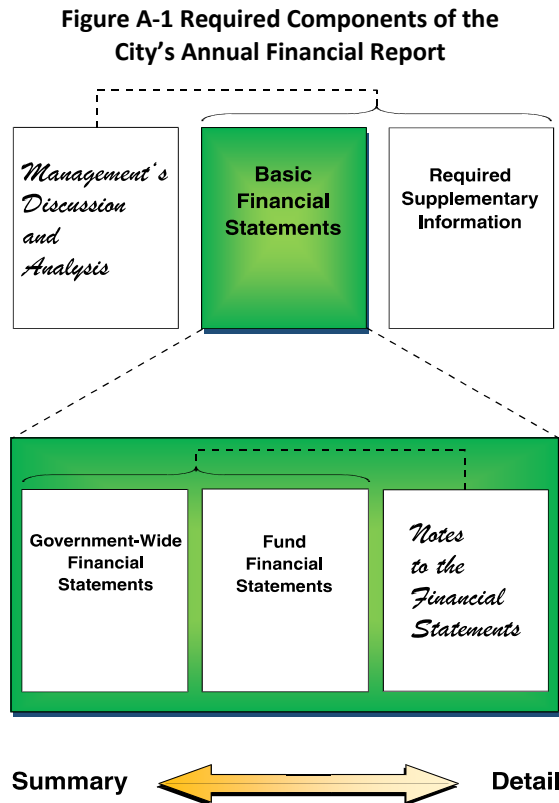 Figure A-1 Required Components of the
City’s Annual Financial Report
Management's
Discussion
and
Analysis
Basic
Financial
Statements
Required
Supplementary
Information
Government-Wide
Financial
Statements
Fund
Financial
Statements
Notes
to the
Financial
Statements
Summary
Detail